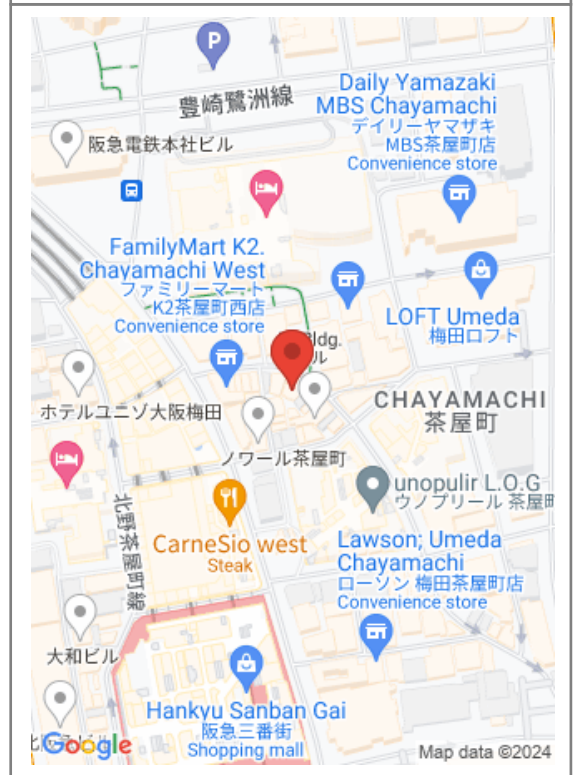 P
豊崎鷺洲線
Daily Yamazaki
MBS Chayamachi
デイリーヤマザキ
MBS茶屋町店
Convenience store
阪急電鉄本社ビル
FamilyMart K2.
Chayamachi West
ファミリーマート
K2茶屋町西店
Convenience store
LOFT Umeda
梅田ロフト
ldg.
ル
ホテルユニゾ大阪梅田
CHAYAMACHI
茶屋町
ノワール茶屋町
unopulir L.O.G
ウノプリール 茶屋町
北野茶屋町線
CarneSio west
Steak
Lawson; Umeda
Chayamachi
ローソン 梅田茶屋町店
Convenience store
大和ビル
Hankyu Sanban Gai
阪急三番街
Shopping mall
Google
Map data ©2024